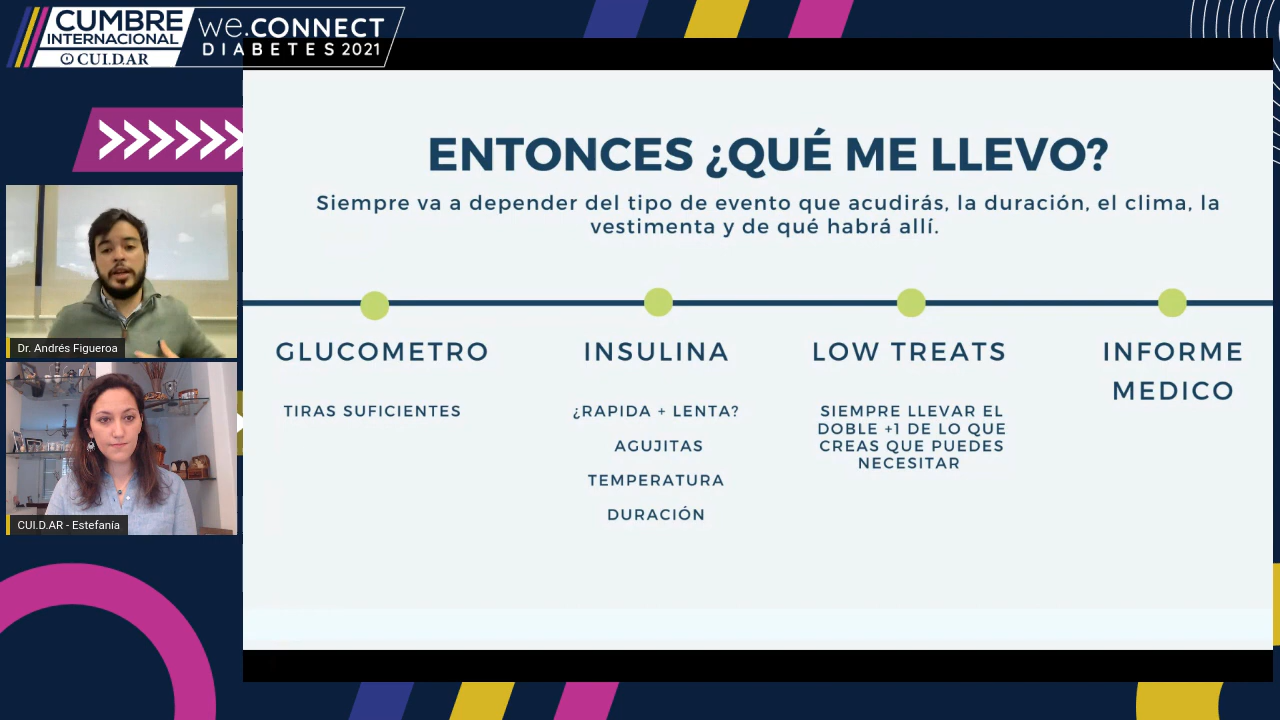 CUMBRE
INTERNACIONAL
CUI.D.AR
we.CONNECT
DIABETES 2021
ENTONCES ¿QUÉ ME LLEVO?
Siempre va a depender del tipo de evento que acudirás, la duración, el clima, la
vestimenta y de qué habrá allí.
GLUCOMETRO
TIRAS SUFICIENTES
INSULINA
¿RAPIDA + LENTA?
AGUJITAS
TEMPERATURA
DURACIÓN
LOW TREATS
SIEMPRE LLEVAR EL
DOBLE +1 DE LO QUE
CREAS QUE PUEDES
NECESITAR
INFORME
MEDICO
Dr. Andrés Figueroa
CUI.D.AR - Estefanía